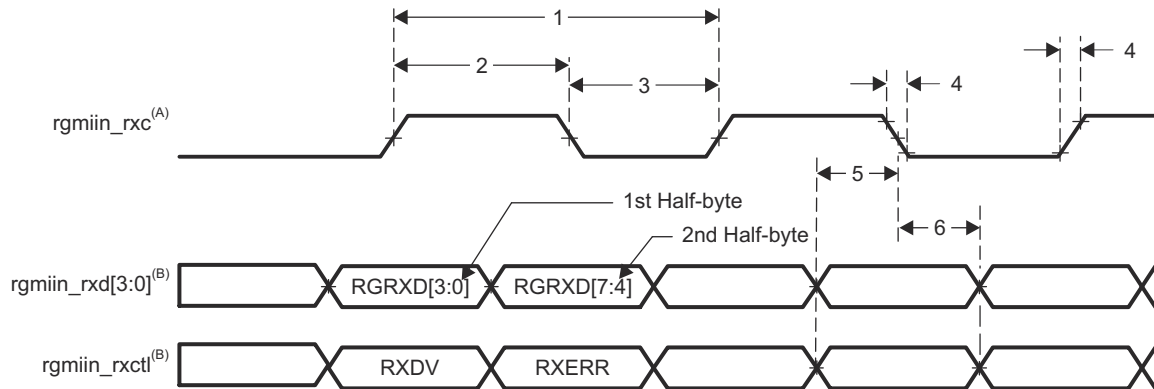 1
4
2
3
4
rgmiin_rxc(A)
5
1st Half-byte
6
2nd Half-byte
rgmiin_rxd[3:0](B)
RGRXD[3:0]
RGRXD[7:4]
rgmiin_rxctl(B)
RXDV
RXERR